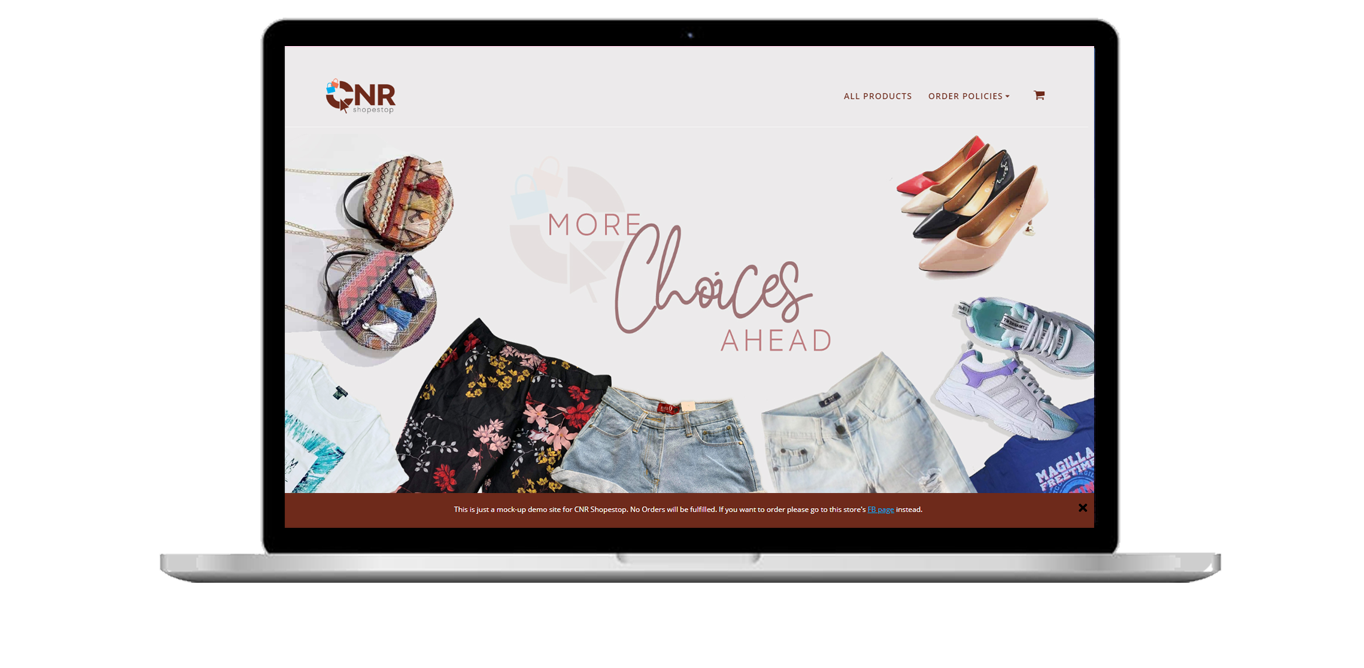 CNR
shopestop
ALL PRODUCTS
ORDER POLICIES
MORE
Choices
AHEAD
MAGILLA
FREETIME
This is just a mock-up demo site for CNR Shopestop. No Orders will be fulfilled. If you want to order please go to this store's FB page instead.